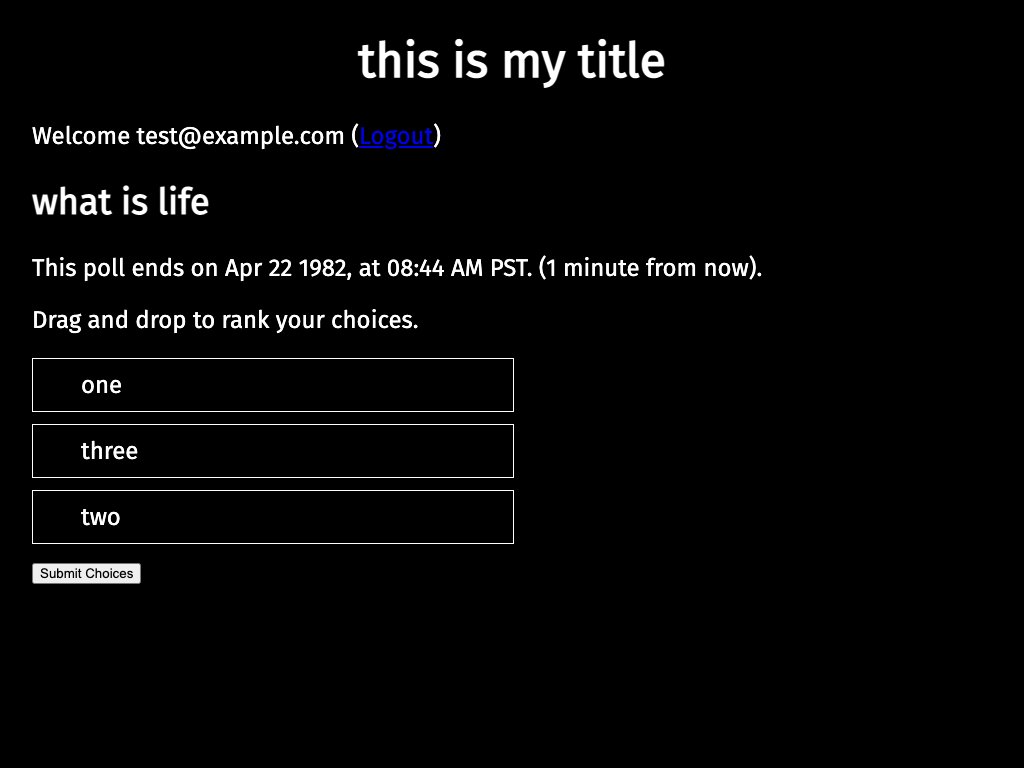 this is my title
Welcome test@example.com (Logout)
what is life
This poll ends on Apr 22 1982, at 08:44 AM PST. (1 minute from now).
Drag and drop to rank your choices.
one
three
two
Submit Choices